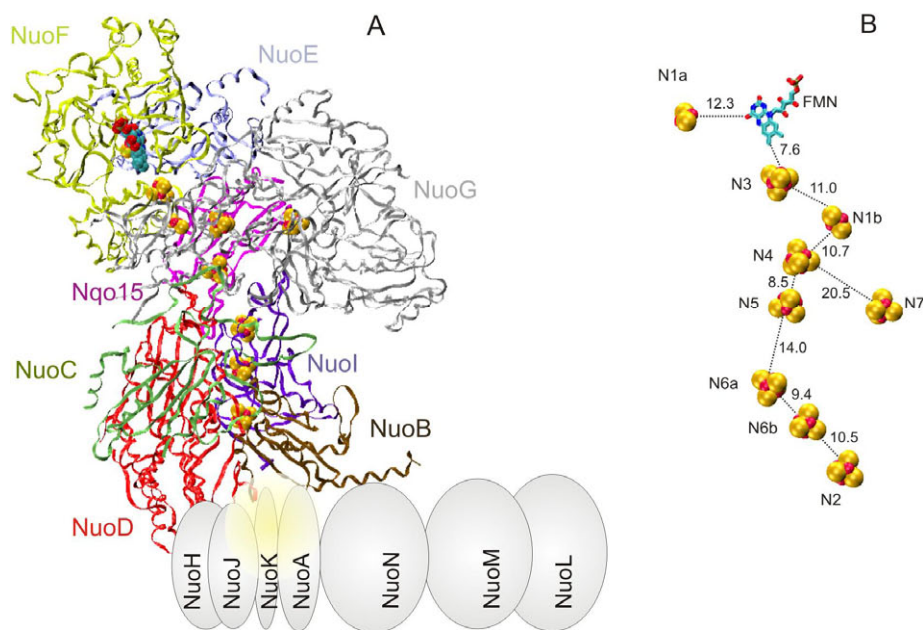 A
NuoF
NuoE
NuoG
Nqo15
NuoC
NuoI
NuoB
NuoD
NuoH
NuoJ
NuoK
NuoA
NuoN
NuoM
NuoL
B
N1a
12.3
FMN
7.6
N3
11.0
N1b
N4
10.7
8.5
20.5
N5
N7
14.0
N6a
9.4
N6b
10.5
N2